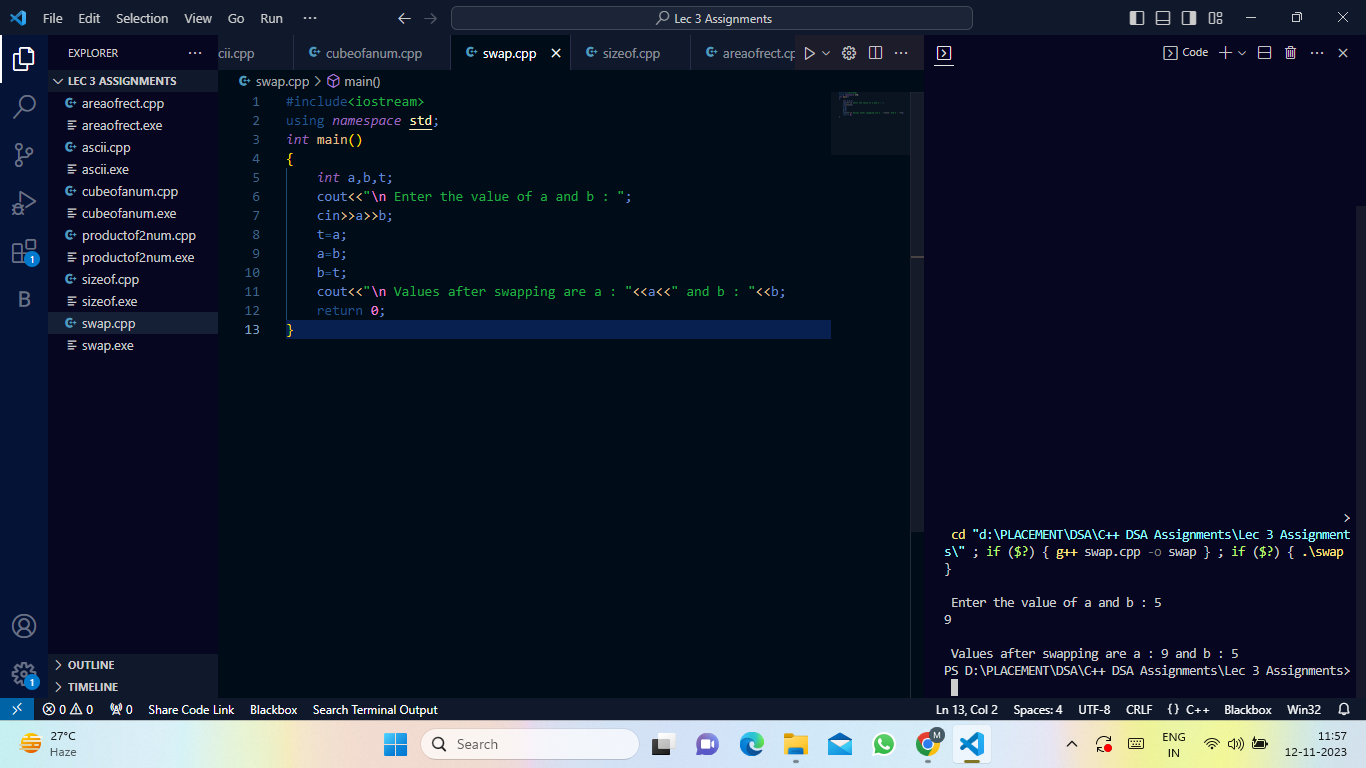 File Edit Selection View Go Run ···
Lec 3 Assignments
EXPLORER ···
LEC 3 ASSIGNMENTS
areaofrect.cpp
areaofrect.exe
ascii.cpp
ascii.exe
cubeofanum.cpp
cubeofanum.exe
productof2num.cpp
productof2num.exe
sizeof.cpp
sizeof.exe
swap.cpp
swap.exe
OUTLINE
TIMELINE
1
B
1
cii.cpp cubeofanum.cpp swap.cpp sizeof.cpp areaofrect.cp
swap.cpp > main()
1 #include<iostream>
2 using namespace std;
3 int main()
4 {
5 int a,b,t;
6 cout<<"\n Enter the value of a and b : ";
7 cin>>a>>b;
8 t=a;
9 a=b;
10 b=t;
11 cout<<"\n Values after swapping are a : "<<a<<" and b : "<<b;
12 return 0;
13 }
Code
>
cd "d:\PLACEMENT\DSA\C++ DSA Assignments\Lec 3 Assignment
s\" ; if ($?) { g++ swap.cpp -o swap } ; if ($?) { .\swap
}
Enter the value of a and b : 5
9
Values after swapping are a : 9 and b : 5
PS D:\PLACEMENT\DSA\C++ DSA Assignments\Lec 3 Assignments>
0 0 0 Share Code Link Blackbox Search Terminal Output Ln 13, Col 2 Spaces: 4 UTF-8 CRLF {} C++ Blackbox Win32
27°C
Haze
Search
M
ENG
IN
11:57
12-11-2023